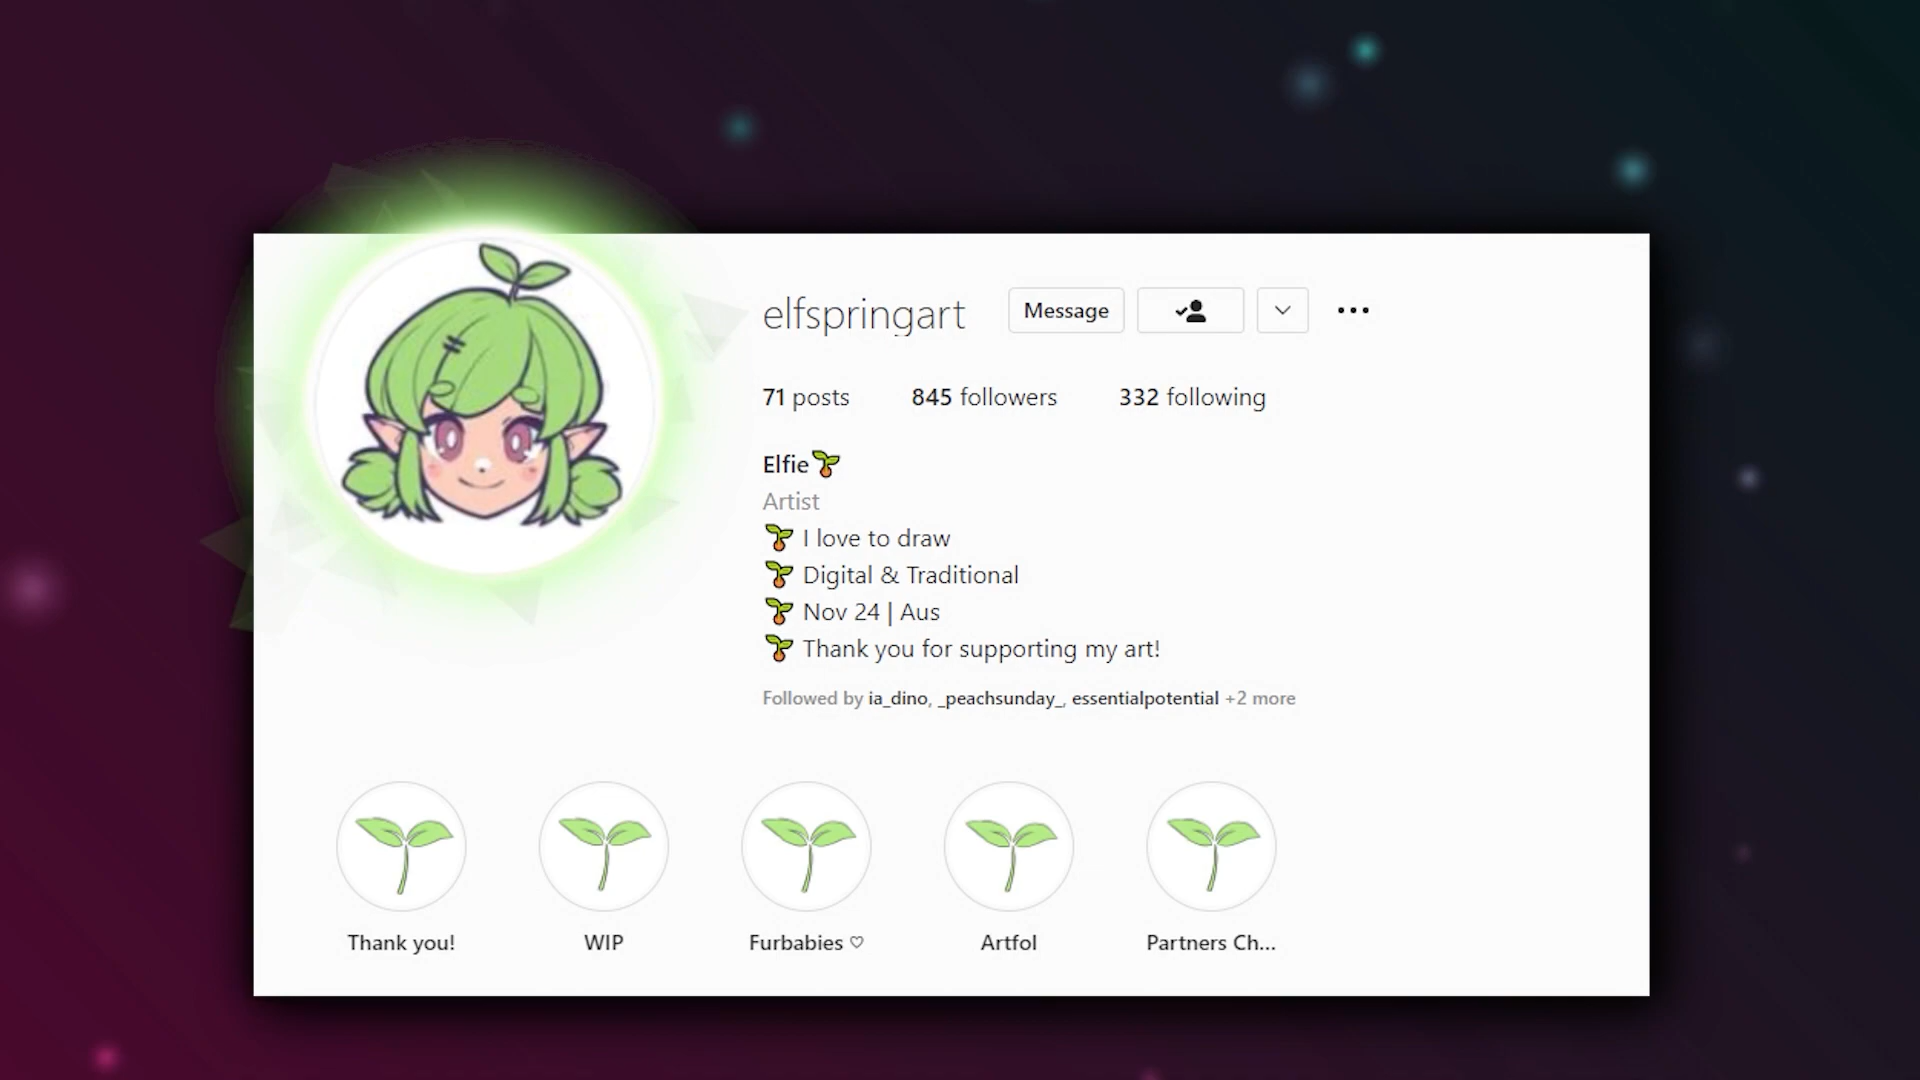 elfspringart Message
71 posts 845 followers 332 following
Elfie
Artist
I love to draw
Digital & Traditional
Nov 24 | Aus
Thank you for supporting my art!
Followed by ia_dino, _peachsunday_, essentialpotential +2 more
Thank you! WIP Furbabies ♡ Artfol Partners Ch...